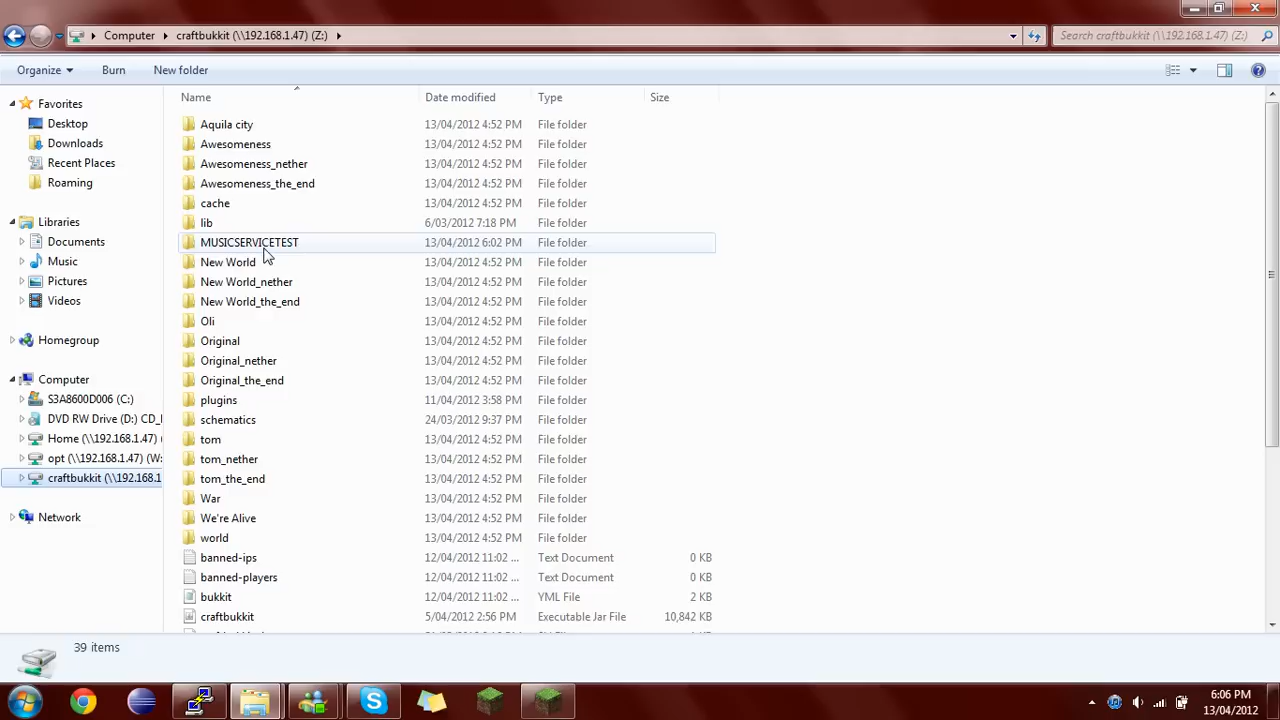 Computer craftbukkit (\\192.168.1.47) (Z:) Search craftbukkit (\\192.168.1.47) (Z:)
Organize Burn New folder
Name Date modified Type Size
Favorites
Desktop
Downloads
Recent Places
Roaming
Libraries
Documents
Music
Pictures
Videos
Homegroup
Computer
S3A8600D006 (C:)
DVD RW Drive (D:) CD_
Home (\\192.168.1.47) (
opt (\\192.168.1.47) (W:
craftbukkit (\\192.168.1
Network
Aquila city 13/04/2012 4:52 PM File folder
Awesomeness 13/04/2012 4:52 PM File folder
Awesomeness_nether 13/04/2012 4:52 PM File folder
Awesomeness_the_end 13/04/2012 4:52 PM File folder
cache 13/04/2012 4:52 PM File folder
lib 6/03/2012 7:18 PM File folder
MUSICSERVICETEST 13/04/2012 6:02 PM File folder
New World 13/04/2012 4:52 PM File folder
New World_nether 13/04/2012 4:52 PM File folder
New World_the_end 13/04/2012 4:52 PM File folder
Oli 13/04/2012 4:52 PM File folder
Original 13/04/2012 4:52 PM File folder
Original_nether 13/04/2012 4:52 PM File folder
Original_the_end 13/04/2012 4:52 PM File folder
plugins 11/04/2012 3:58 PM File folder
schematics 24/03/2012 9:37 PM File folder
tom 13/04/2012 4:52 PM File folder
tom_nether 13/04/2012 4:52 PM File folder
tom_the_end 13/04/2012 4:52 PM File folder
War 13/04/2012 4:52 PM File folder
We're Alive 13/04/2012 4:52 PM File folder
world 13/04/2012 4:52 PM File folder
banned-ips 12/04/2012 11:02 ... Text Document 0 KB
banned-players 12/04/2012 11:02 ... Text Document 0 KB
bukkit 12/04/2012 11:02 ... YML File 2 KB
craftbukkit 5/04/2012 2:56 PM Executable Jar File 10,842 KB
39 items
6:06 PM
13/04/2012